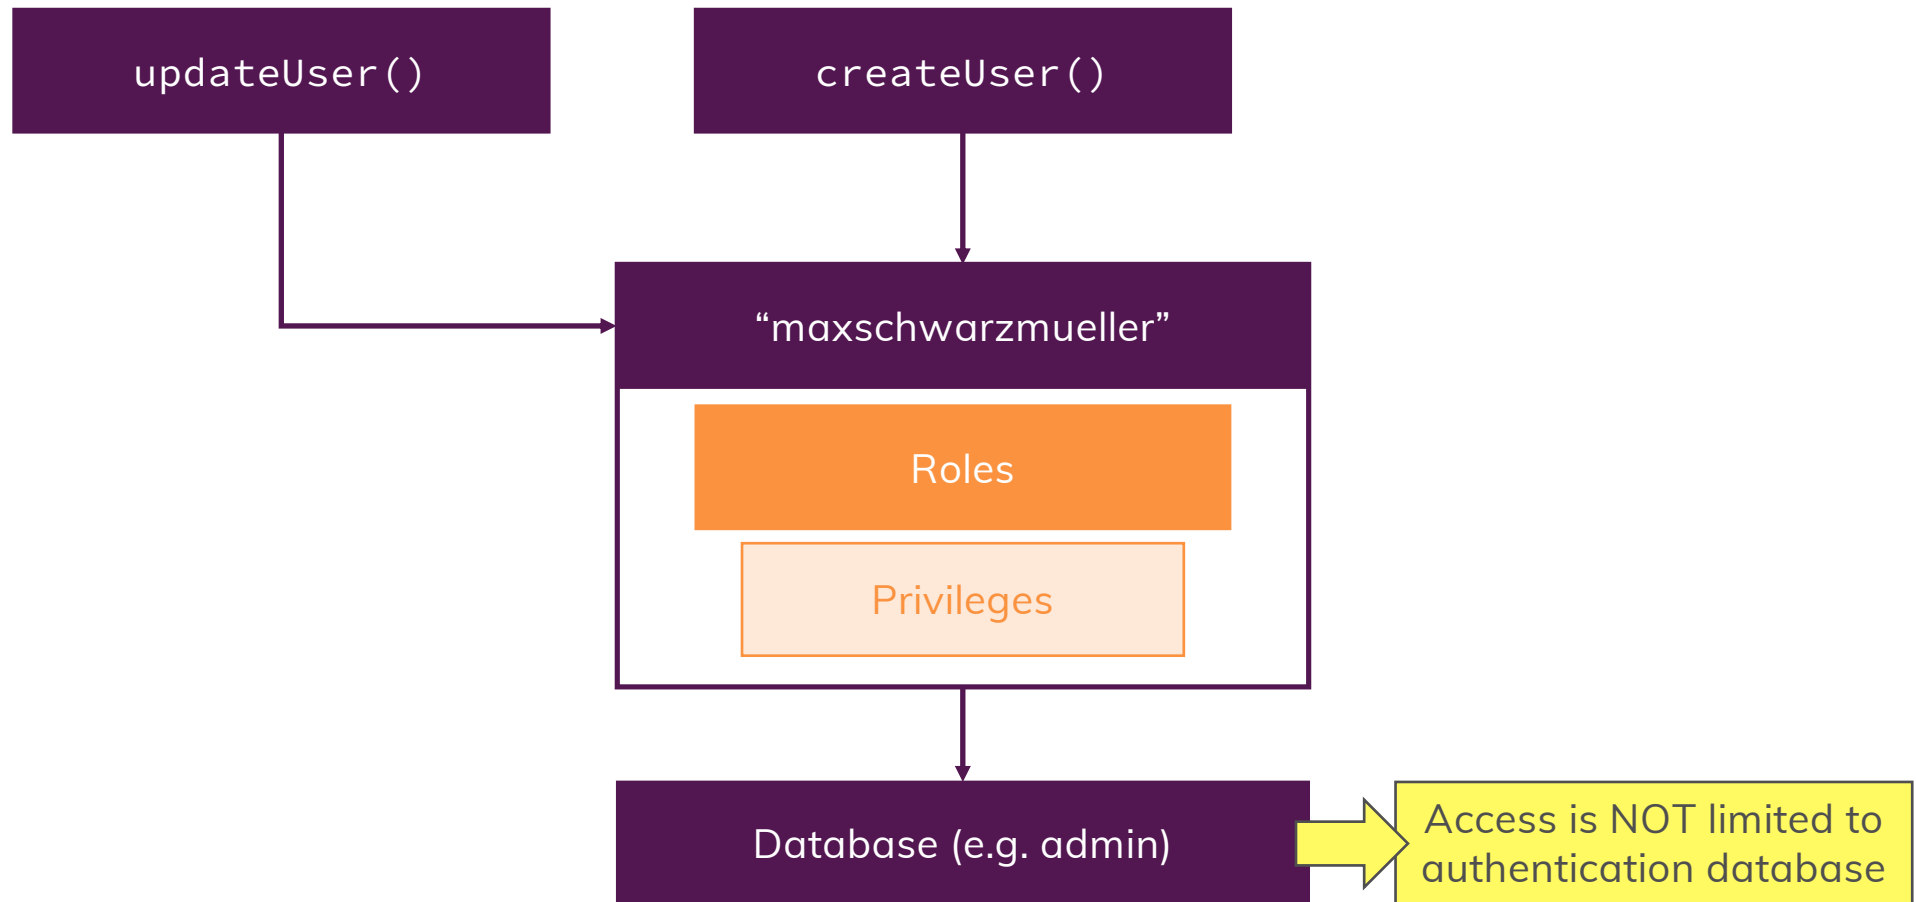 updateUser()
createUser()
“maxschwarzmueller”
Roles
Privileges
Database (e.g. admin)
Access is NOT limited to
authentication database